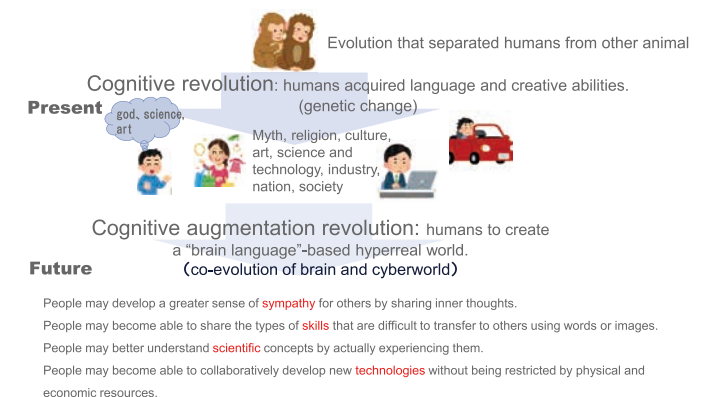 Evolution that separated humans from other animal
Cognitive revolution: humans acquired language and creative abilities.
(genetic change)
Present
god、science,
art
Myth, religion, culture,
art, science and
technology, industry,
nation, society
Cognitive augmentation revolution: humans to create
a “brain language”-based hyperreal world.
（co-evolution of brain and cyberworld）
Future
People may develop a greater sense of sympathy for others by sharing inner thoughts.
People may become able to share the types of skills that are difficult to transfer to others using words or images.
People may better understand scientific concepts by actually experiencing them.
People may become able to collaboratively develop new technologies without being restricted by physical and
economic resources.